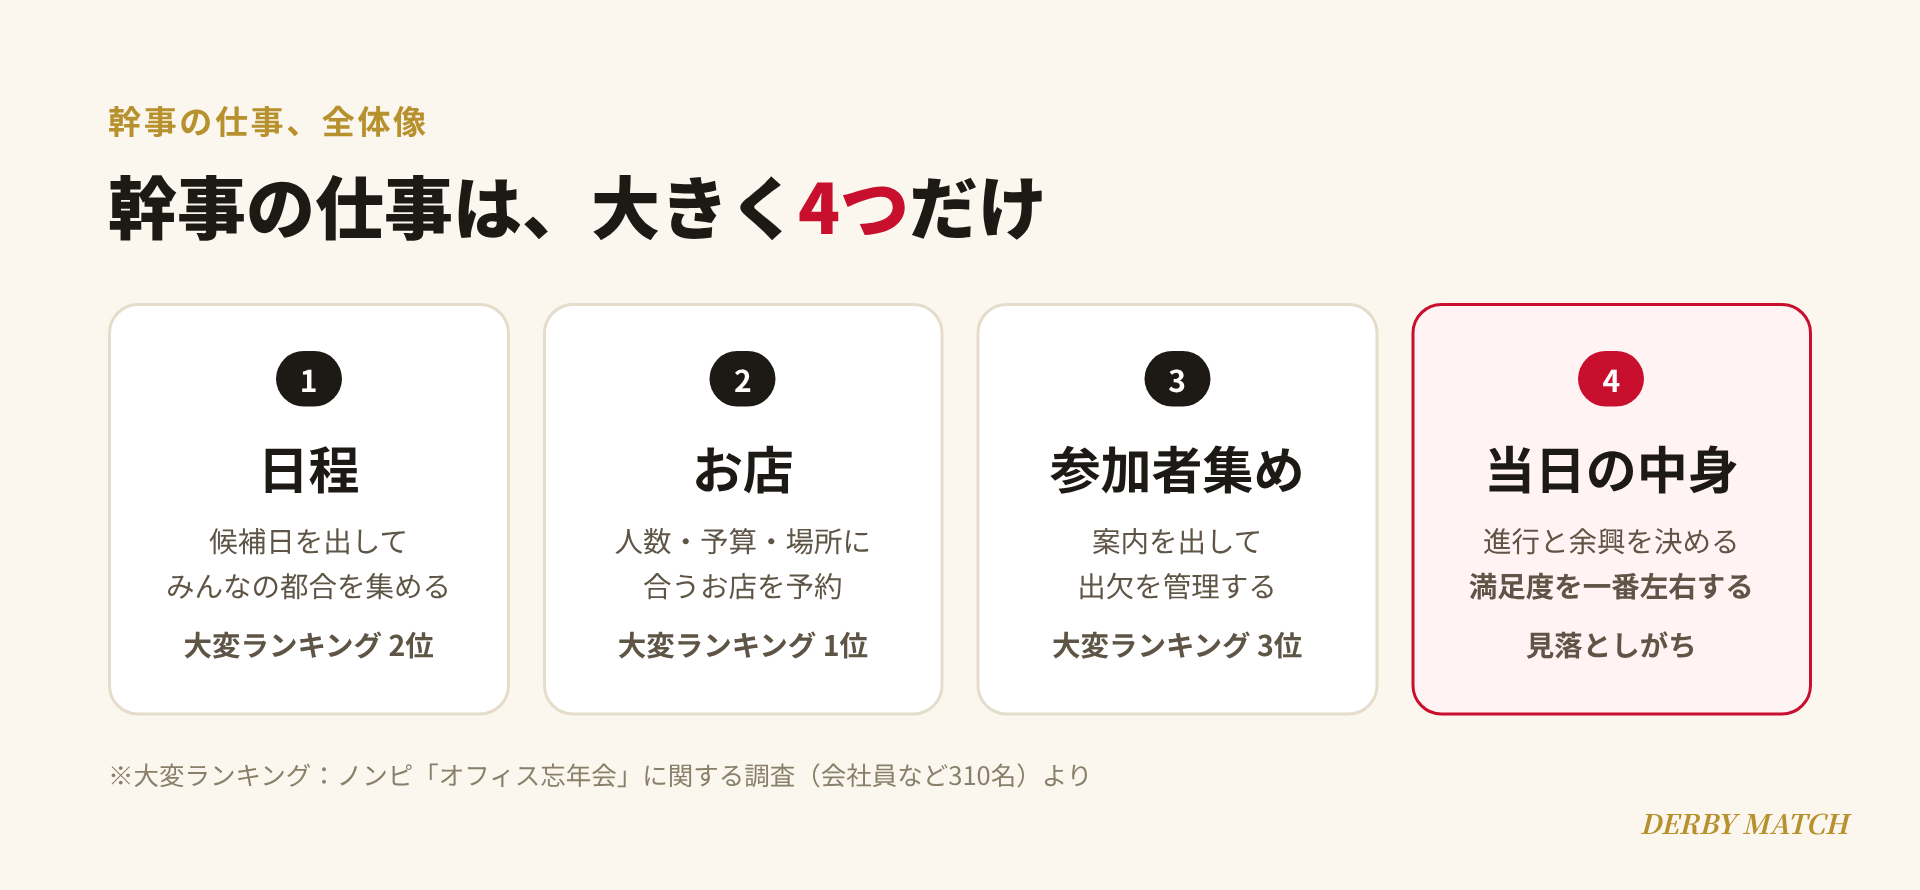 幹事の仕事、全体像
幹事の仕事は、大きく4つだけ
1
日程
候補日を出して
みんなの都合を集める
大変ランキング 2位
2
お店
人数・予算・場所に
合うお店を予約
大変ランキング 1位
3
参加者集め
案内を出して
出欠を管理する
大変ランキング 3位
4
当日の中身
進行と余興を決める
満足度を一番左右する
見落としがち
※大変ランキング：ノンピ「オフィス忘年会」に関する調査（会社員など310名）より
DERBY MATCH